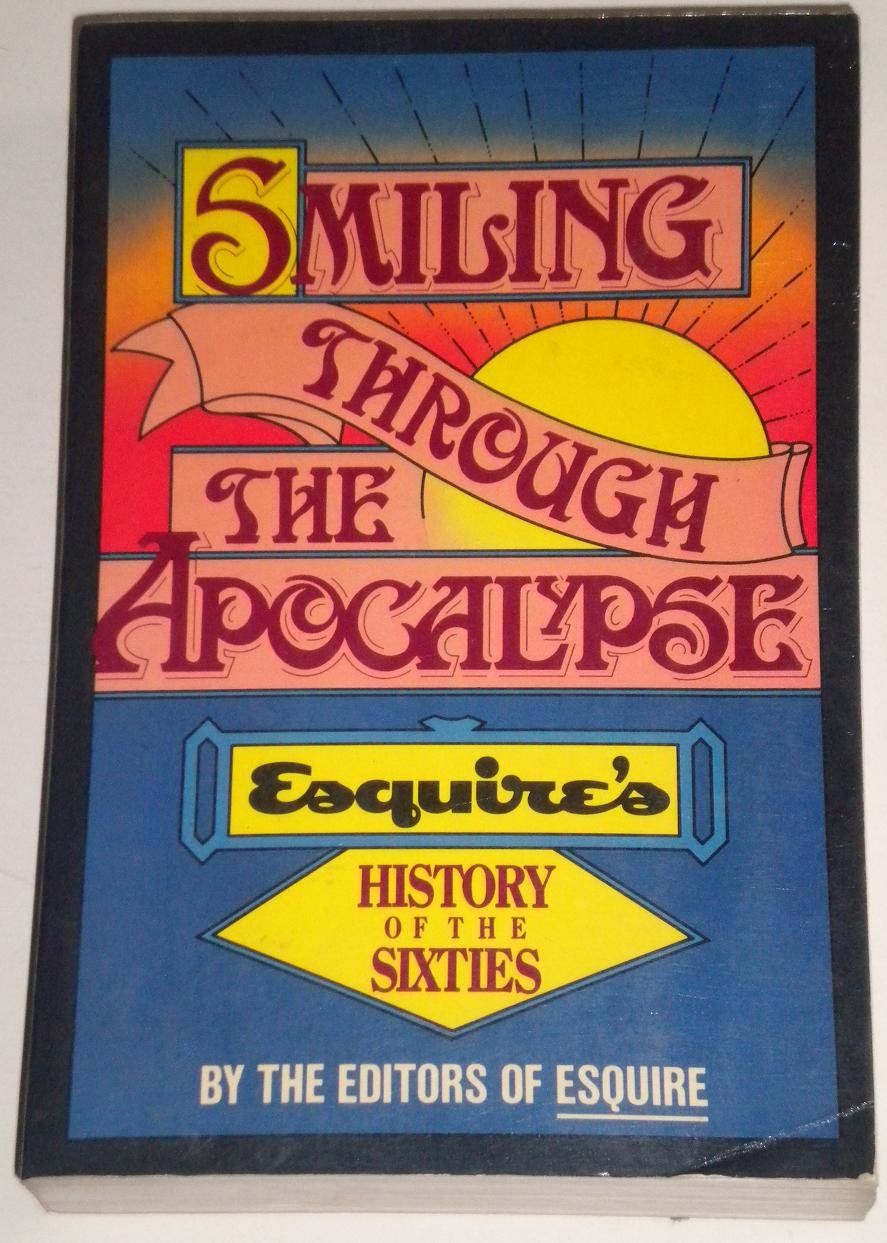 SMILING
THROUGH
THE
APOCALYPSE
Esquire's
HISTORY
OF THE
SIXTIES
BY THE EDITORS OF ESQUIRE